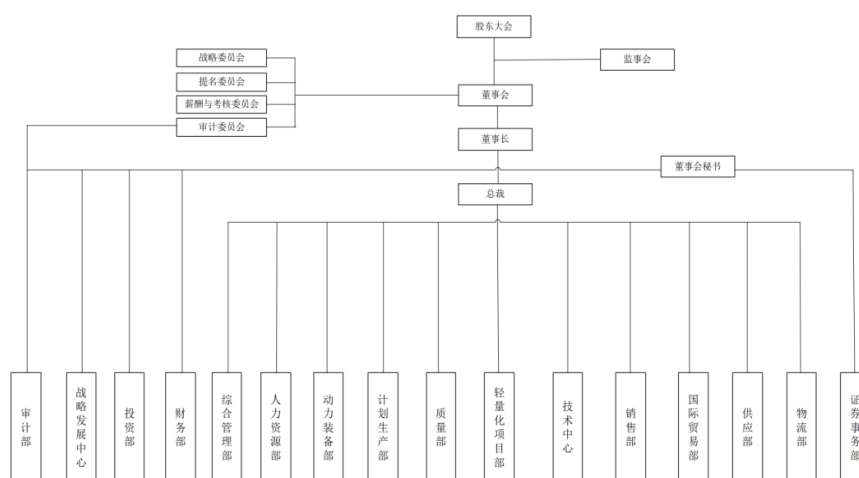 股东大会
战略委员会
监事会
提名委员会
董事会
薪酬与考核委员会
审计委员会
董事长
董事会秘书
总裁
审计部
战略发展中心
投资部
财务部
综合管理部
人力资源部
动力装备部
计划生产部
质量部
轻量化项目部
技术中心
销售部
国际贸易部
供应部
物流部
证券事务部